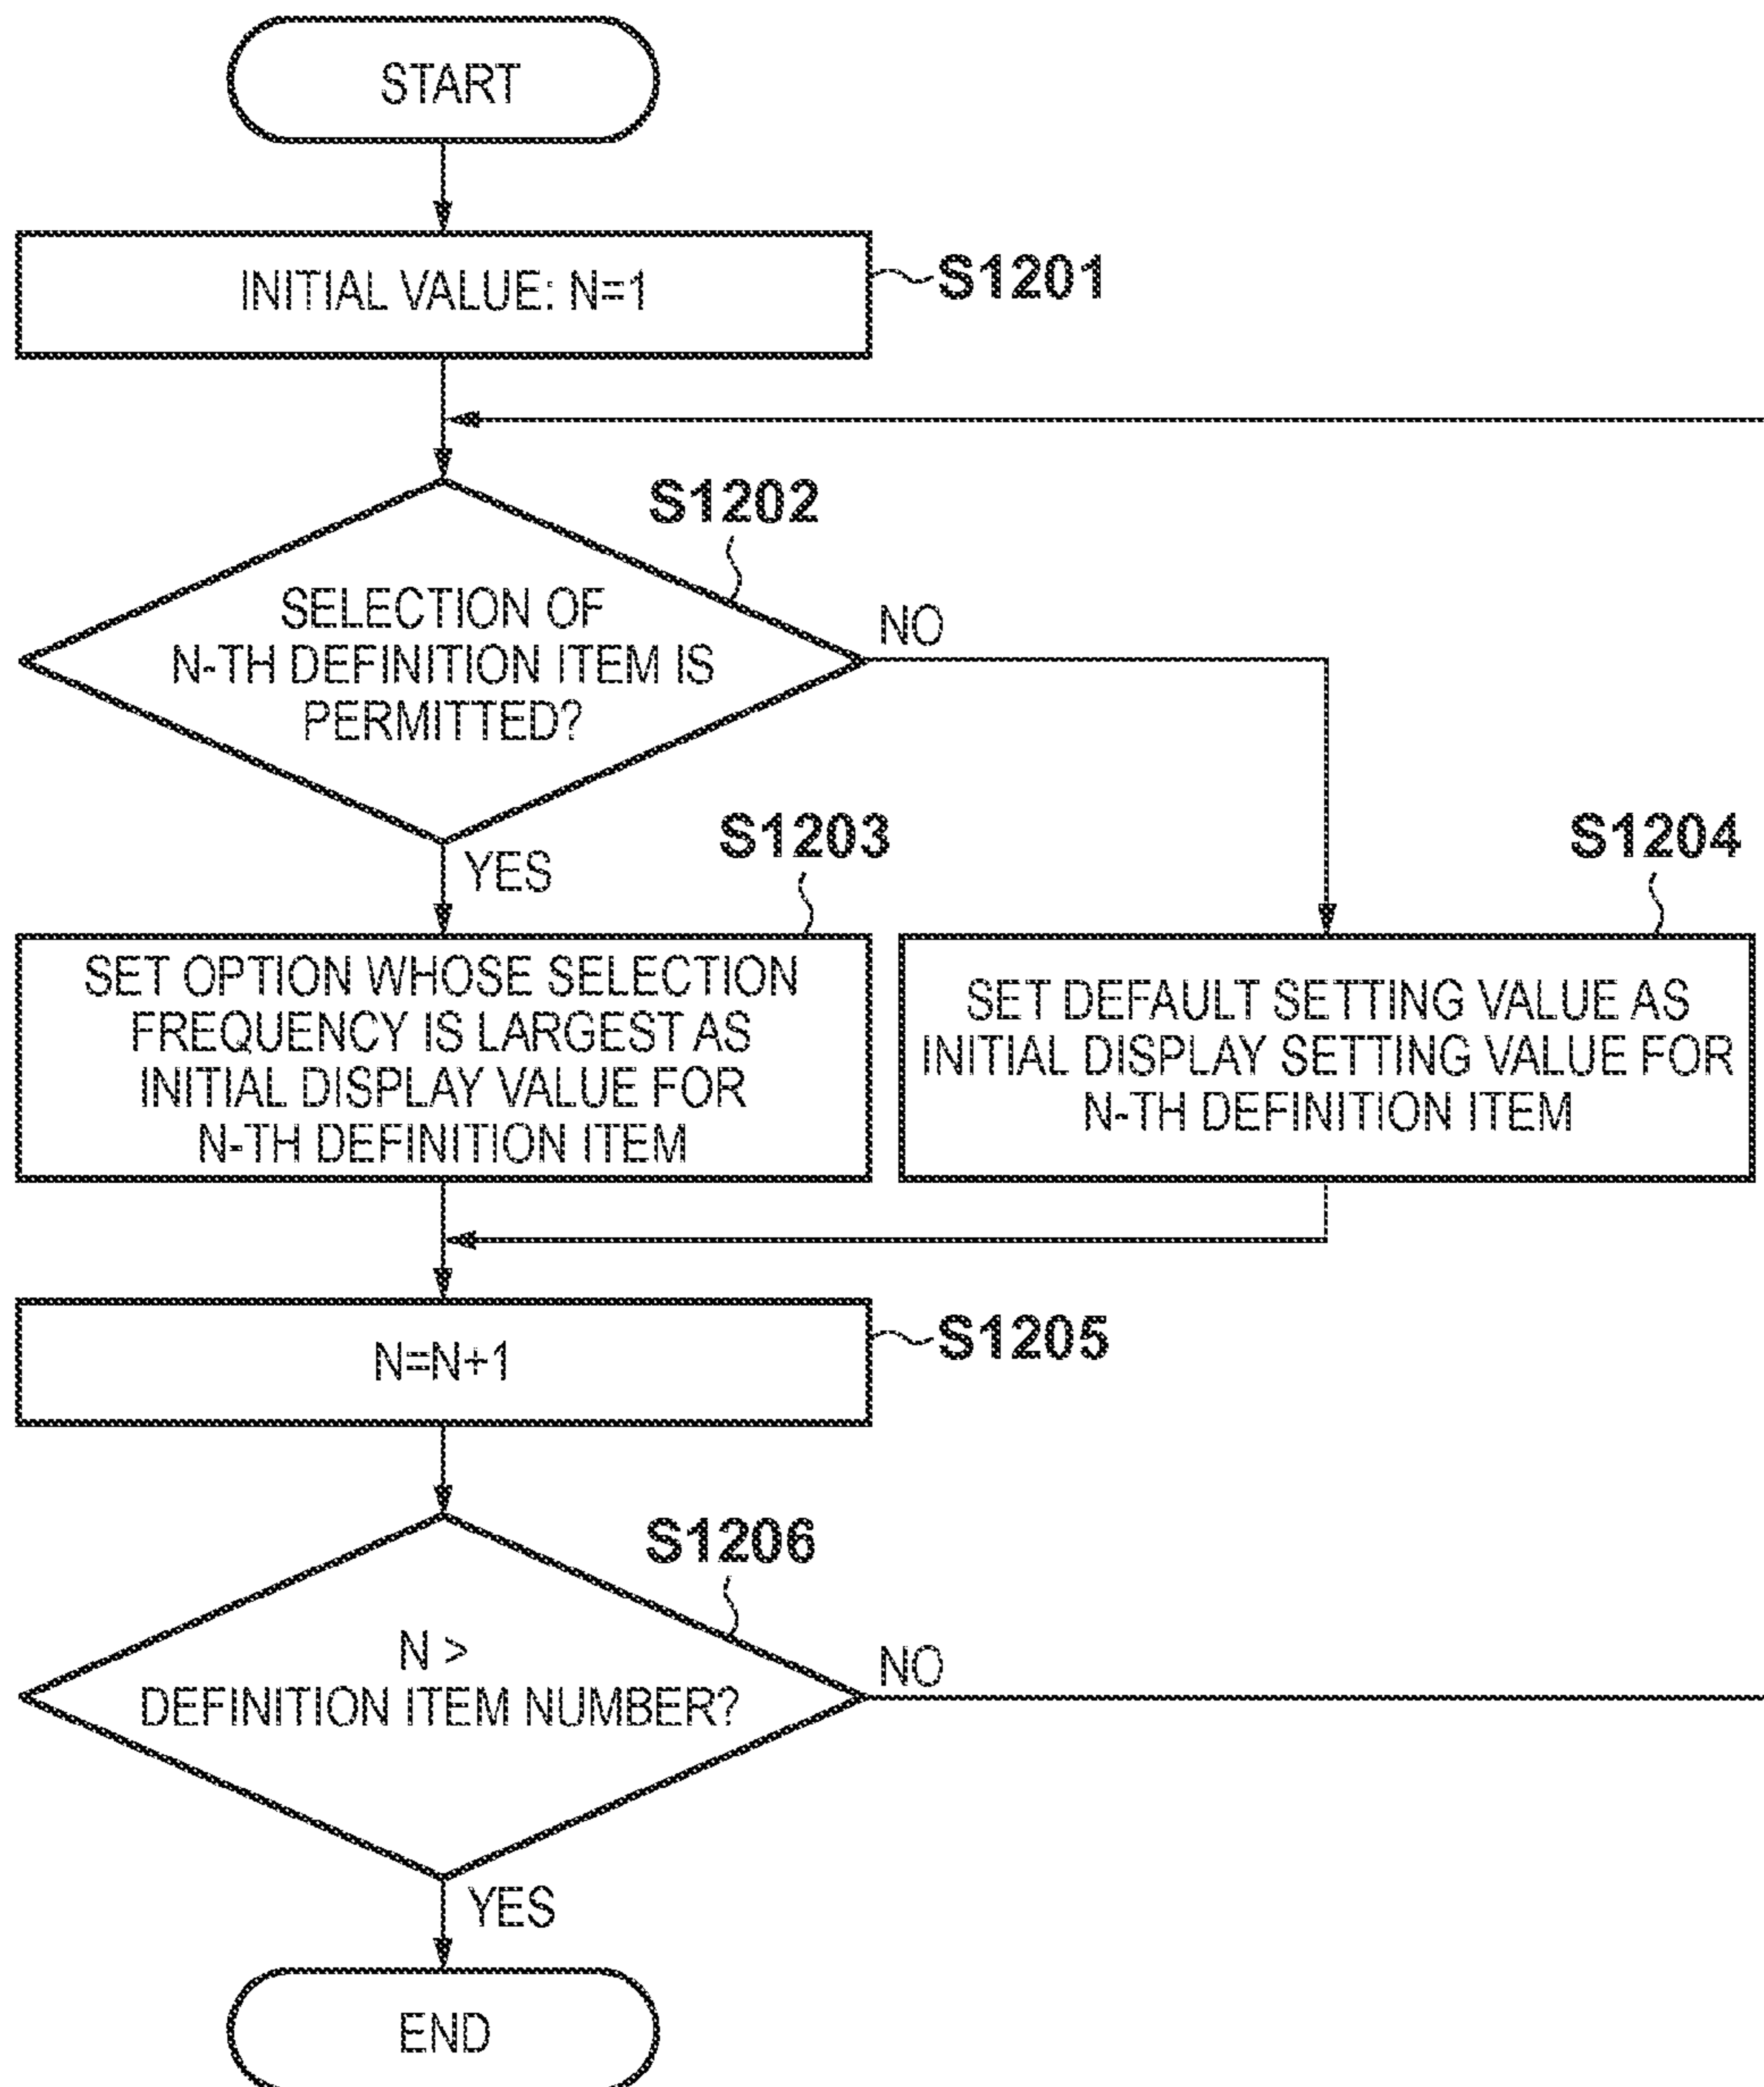 START
INITIAL VALUE: N=1
S1201
S1202
SELECTION OF
N-TH DEFINITION ITEM IS
PERMITTED?
NO
YES
S1203
SET OPTION WHOSE SELECTION
FREQUENCY IS LARGEST AS
INITIAL DISPLAY VALUE FOR
N-TH DEFINITION ITEM
S1204
SET DEFAULT SETTING VALUE AS
INITIAL DISPLAY SETTING VALUE FOR
N-TH DEFINITION ITEM
N=N+1
S1205
S1206
N >
DEFINITION ITEM NUMBER?
NO
YES
END